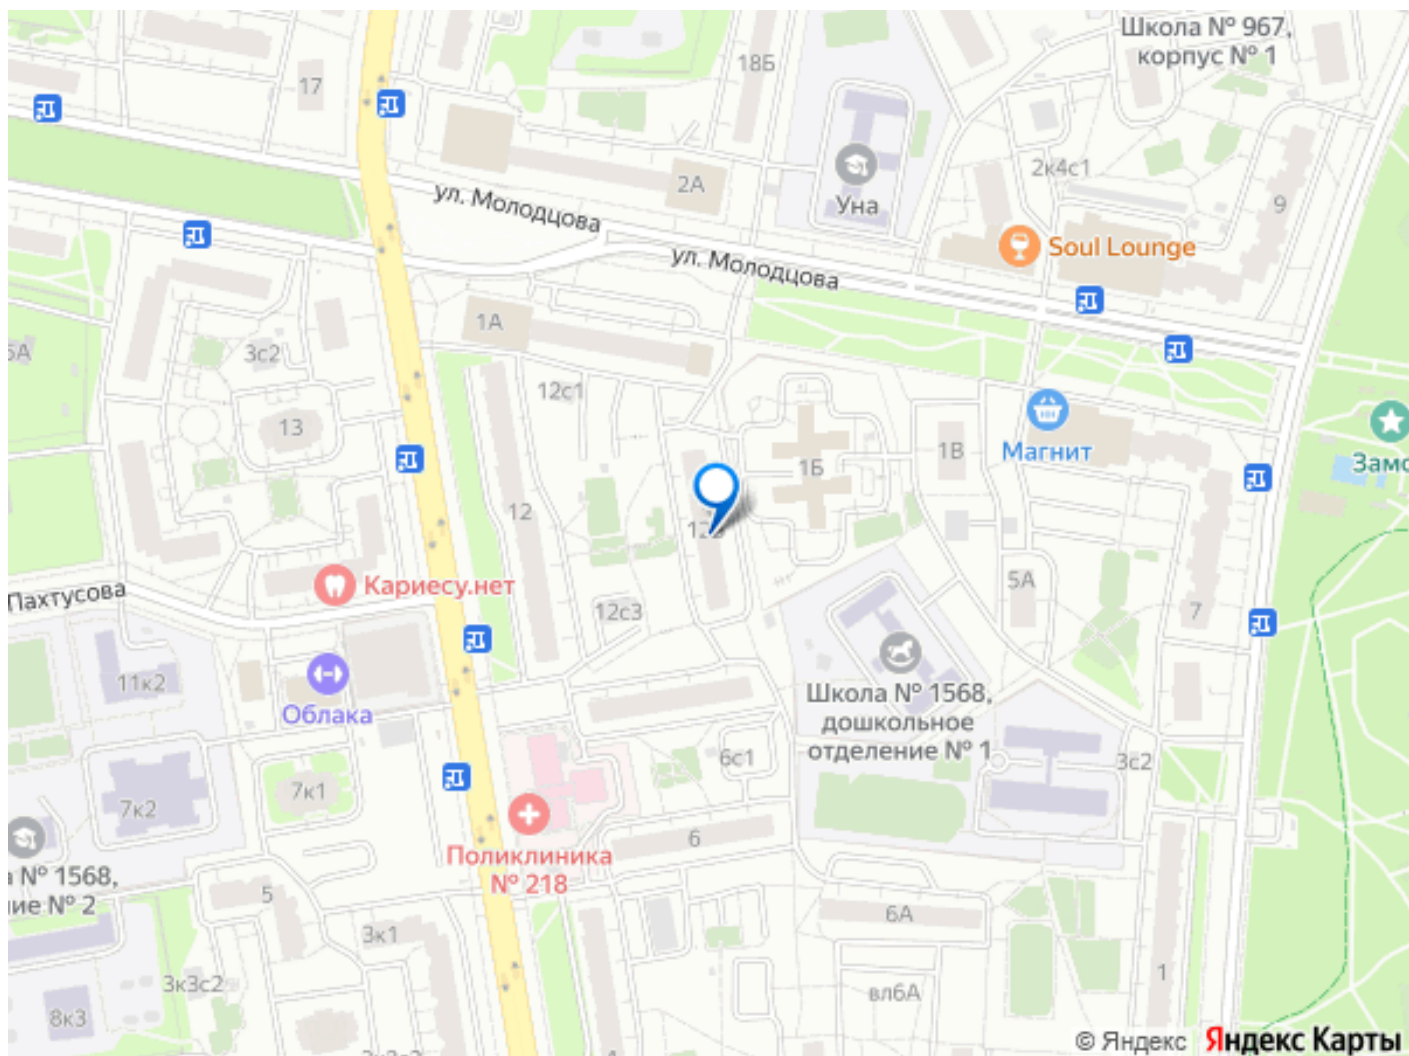 Школа № 967,
корпус № 1
18Б
17
2к4с1
2А
Уна
9
ул. Молодцова
Soul Lounge
ул. Молодцова
1А
3с2
12с1
13
1В
Магнит
1Б
12
Пахтусова
Кариесу.нет
5А
12с3
7
11к2
Облака
Школа № 1568,
дошкольное
отделение № 1
6с1
3с2
7к1
7к2
6
Поликлиника
№ 218
№ 1568,
№ 2
5
6А
3к1
3к3с2
1
вл6А
8к3
4
© Яндекс Яндекс Карты